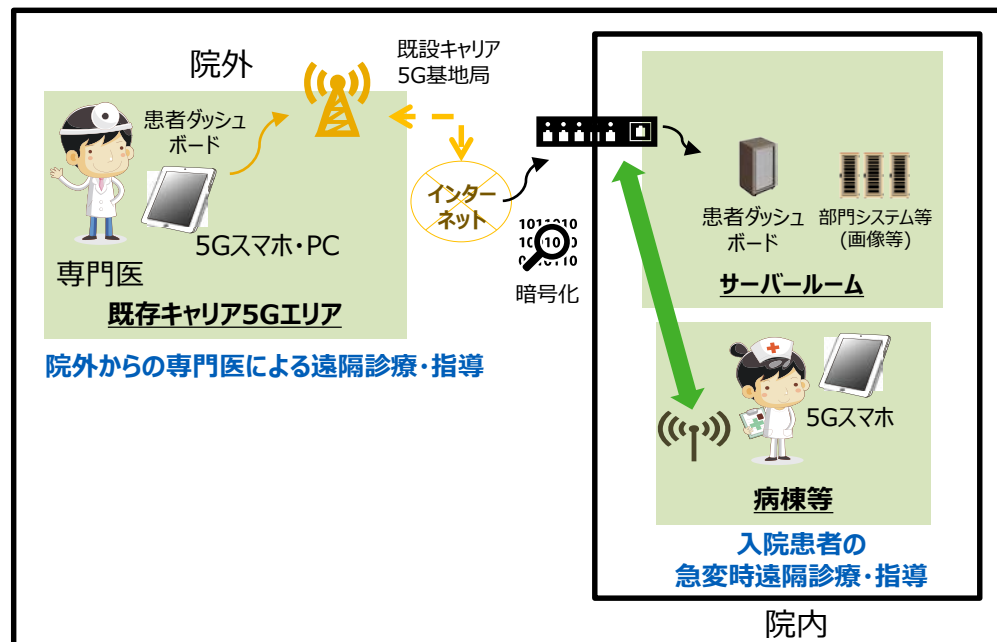 院外
既設キャリア
5G基地局
患者ダッシュ
ボード
5Gスマホ・PC
専門医
既存キャリア5Gエリア
院外からの専門医による遠隔診療・指導
インター
ネット
1011010
暗号化
患者ダッシュ
ボード
部門システム等
(画像等)
サーバールーム
5Gスマホ
病棟等
入院患者の
急変時遠隔診療・指導
院内